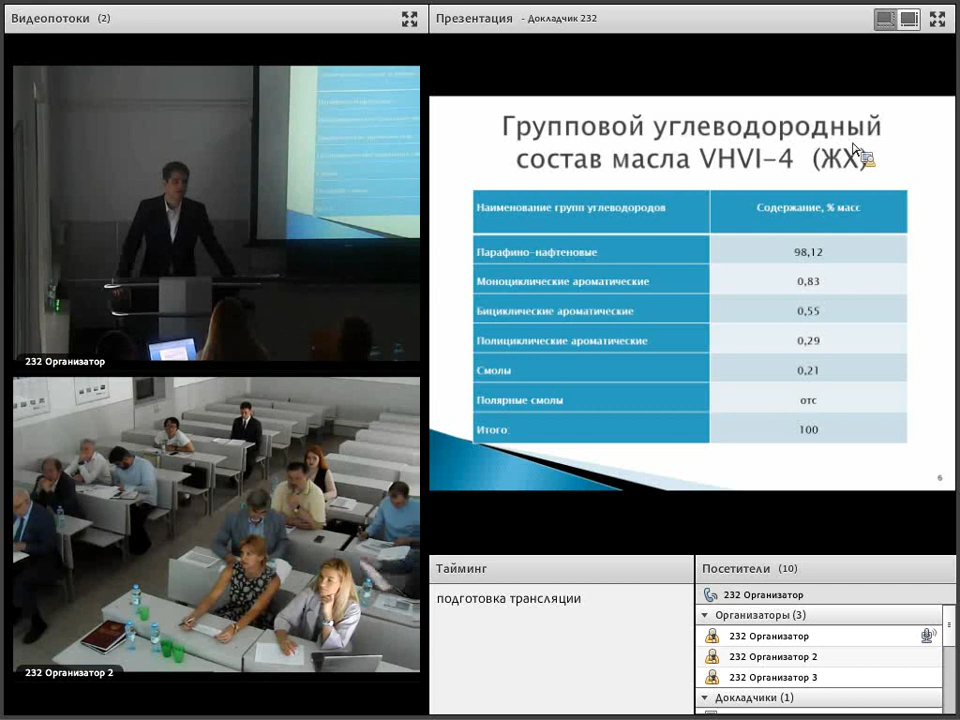 Видеопотоки (2)
232 Организатор
232 Организатор 2
Презентация - Докладчик 232
Групповой углеводородный
состав масла VHVI-4 (ЖХ)
Наименование групп углеводородов Содержание, % масс
Парафино-нафтеновые 98,12
Моноциклические ароматические 0,83
Бициклические ароматические 0,55
Полициклические ароматические 0,29
Смолы 0,21
Полярные смолы отс
Итого: 100
6
Тайминг
подготовка трансляции
Посетители (10)
232 Организатор
Организаторы (3)
232 Организатор
232 Организатор 2
232 Организатор 3
Докладчики (1)